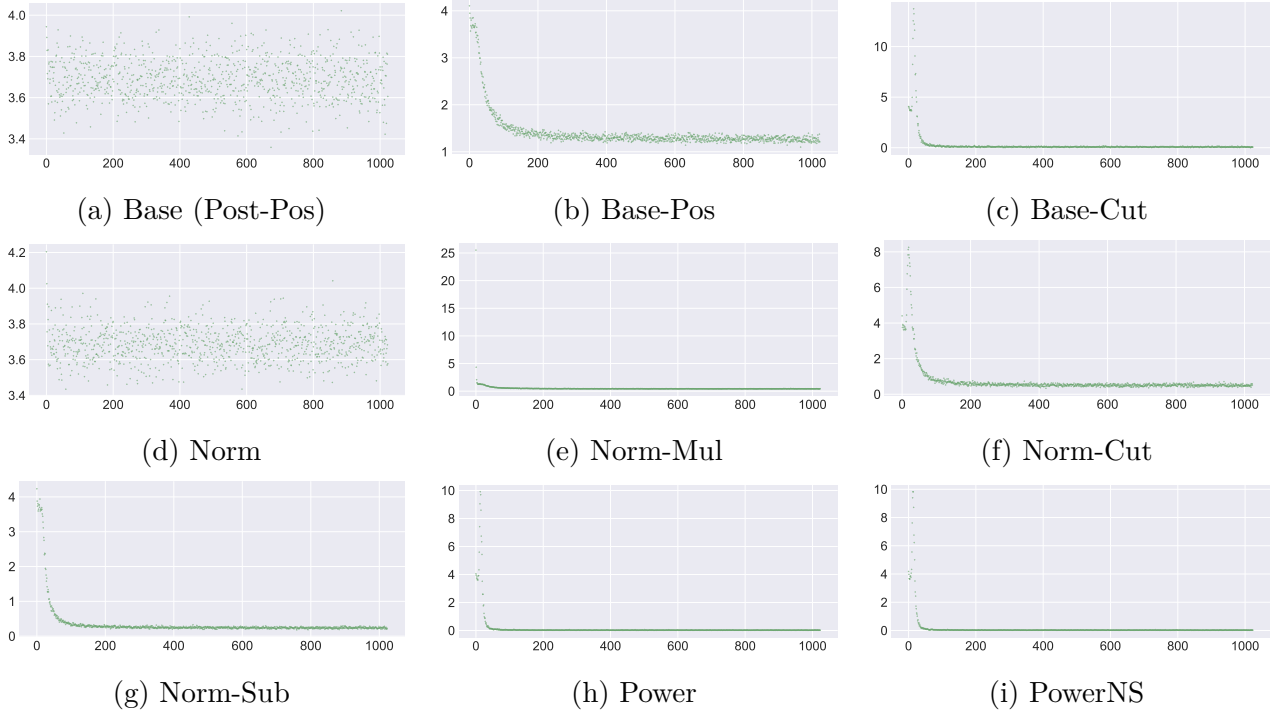 4.0
3.8
3.6
3.4
0 200 400 600 800 1000
(a) Base (Post-Pos)
4
3
2
1
0 200 400 600 800 1000
(b) Base-Pos
10
5
0
0 200 400 600 800 1000
(c) Base-Cut
4.2
4.0
3.8
3.6
3.4
0 200 400 600 800 1000
(d) Norm
25
20
15
10
5
0
0 200 400 600 800 1000
(e) Norm-Mul
8
6
4
2
0
0 200 400 600 800 1000
(f) Norm-Cut
4
3
2
1
0
0 200 400 600 800 1000
(g) Norm-Sub
10
8
6
4
2
0
0 200 400 600 800 1000
(h) Power
10
8
6
4
2
0
0 200 400 600 800 1000
(i) PowerNS